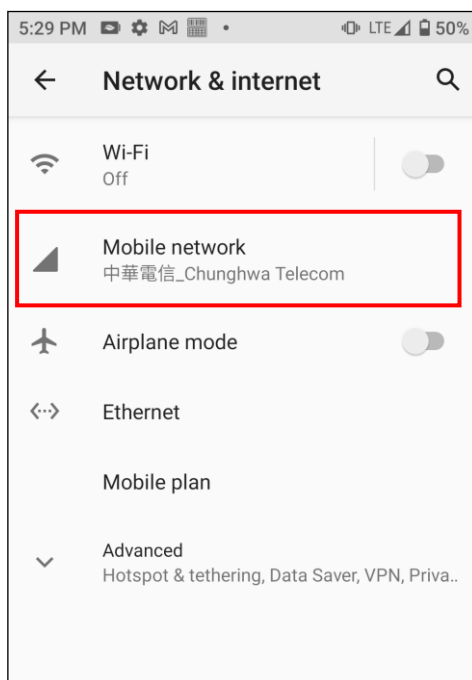 5:29 PM LTE 50%
Network & internet
Wi-Fi
Off
Mobile network
中華電信_Chunghwa Telecom
Airplane mode
Ethernet
Mobile plan
Advanced
Hotspot & tethering, Data Saver, VPN, Priva..